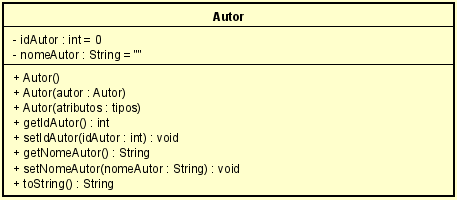 Autor
- idAutor : int = 0
- nomeAutor : String = ""
+ Autor()
+ Autor(autor : Autor)
+ Autor(atributos : tipos)
+ getIdAutor() : int
+ setIdAutor(idAutor : int) : void
+ getNomeAutor() : String
+ setNomeAutor(nomeAutor : String) : void
+ toString() : String